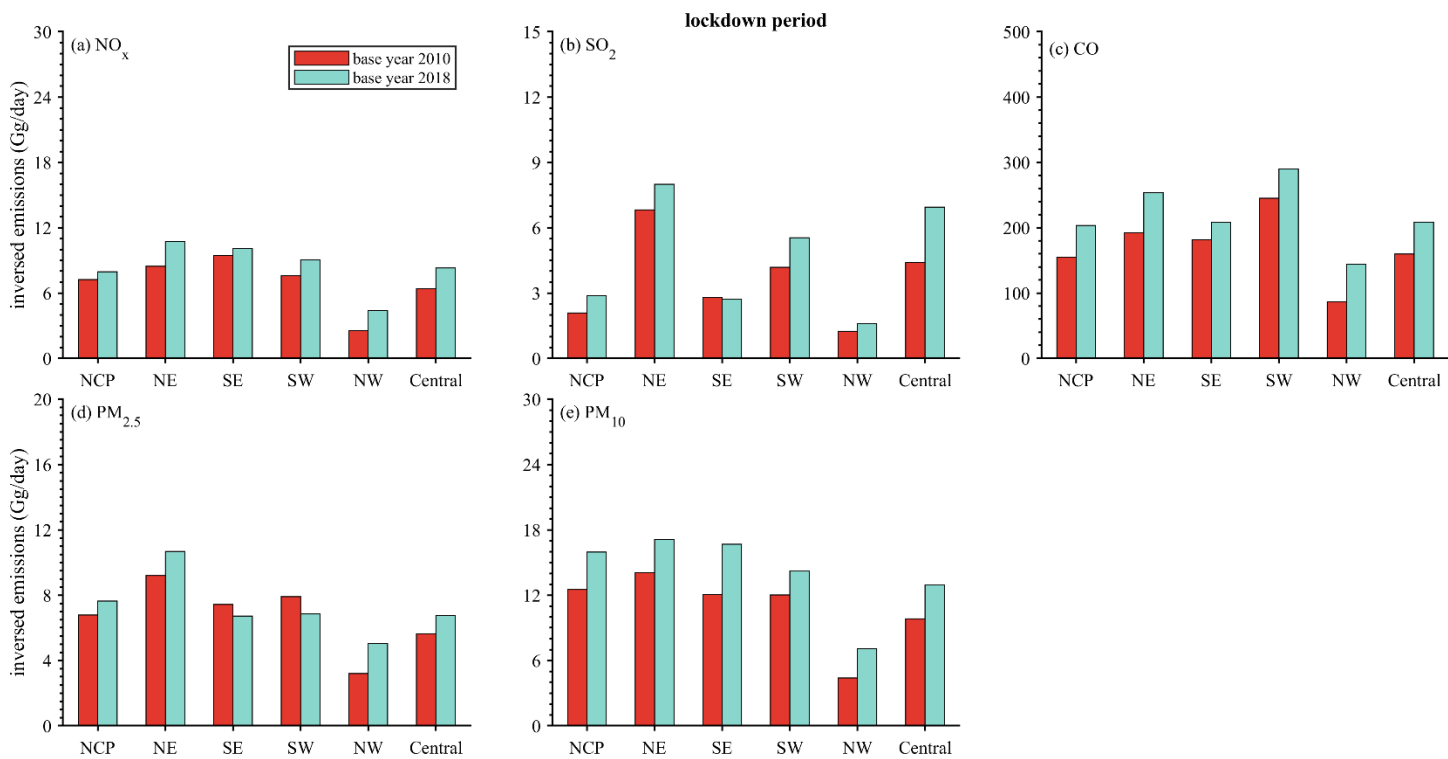 lockdown period
(a) NOx
base year 2010
base year 2018
inversed emissions (Gg/day)
30
24
18
12
6
0
NCP NE SE SW NW Central
(b) SO2
15
12
9
6
3
0
NCP NE SE SW NW Central
(c) CO
500
400
300
200
100
0
NCP NE SE SW NW Central
(d) PM2.5
inversed emissions (Gg/day)
20
16
12
8
4
0
NCP NE SE SW NW Central
(e) PM10
30
24
18
12
6
0
NCP NE SE SW NW Central